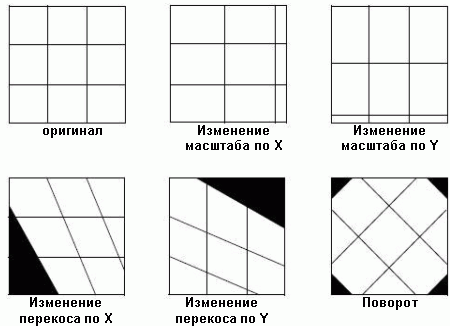 оригинал
Изменение
масштаба по X
Изменение
масштаба по Y
Изменение
перекоса по X
Изменение
перекоса по Y
Поворот